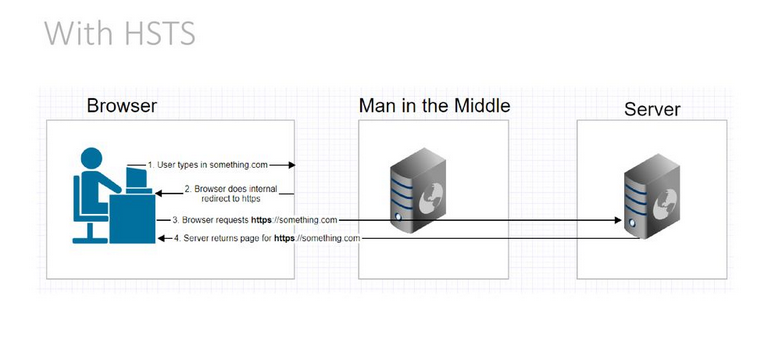 With HSTS
Browser
Man in the Middle
Server
1. User types in something.com
2. Browser does internal
redirect to https
3. Browser requests https://something.com
4. Server returns page for https://something.com